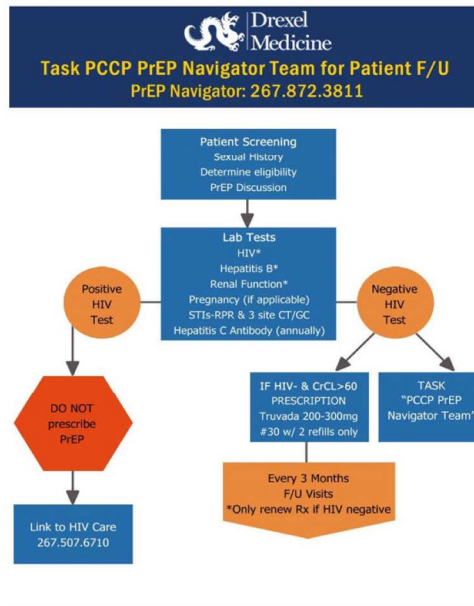 Drexel
Medicine
Task PCCP PrEP Navigator Team for Patient F/U
PrEP Navigator: 267.872.3811
Patient Screening
Sexual History
Determine eligibility
PrEP Discussion
Lab Tests
HIV*
Hepatitis B*
Renal Function*
Pregnancy (if applicable)
STIs-RPR & 3 site CT/GC
Hepatitis C Antibody (annually)
Positive
HIV
Test
Negative
HIV
Test
DO NOT
prescribe
PrEP
Link to HIV Care
267.507.6710
IF HIV- & CrCL>60
PRESCRIPTION
Truvada 200-300mg
#30 w/ 2 refills only
TASK
"PCCP PrEP
Navigator Team"
Every 3 Months
F/U Visits
*Only renew Rx if HIV negative